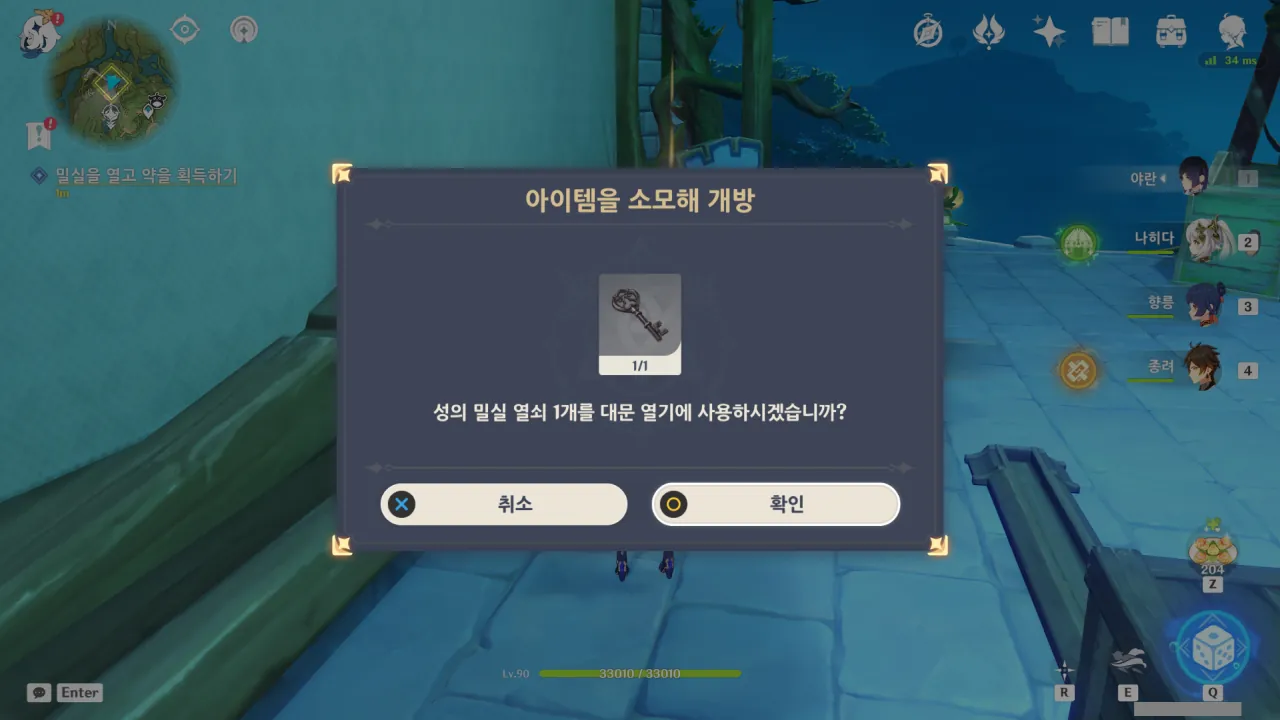 N
34 ms
밀실을 열고 약을 획득하기
1m
아이템을 소모해 개방
1/1
성의 밀실 열쇠 1개를 대문 열기에 사용하시겠습니까?
취소
확인
야란
1
나히다
2
향릉
3
종려
4
204
Z
Lv.90
33010 / 33010
Enter
R
E
Q